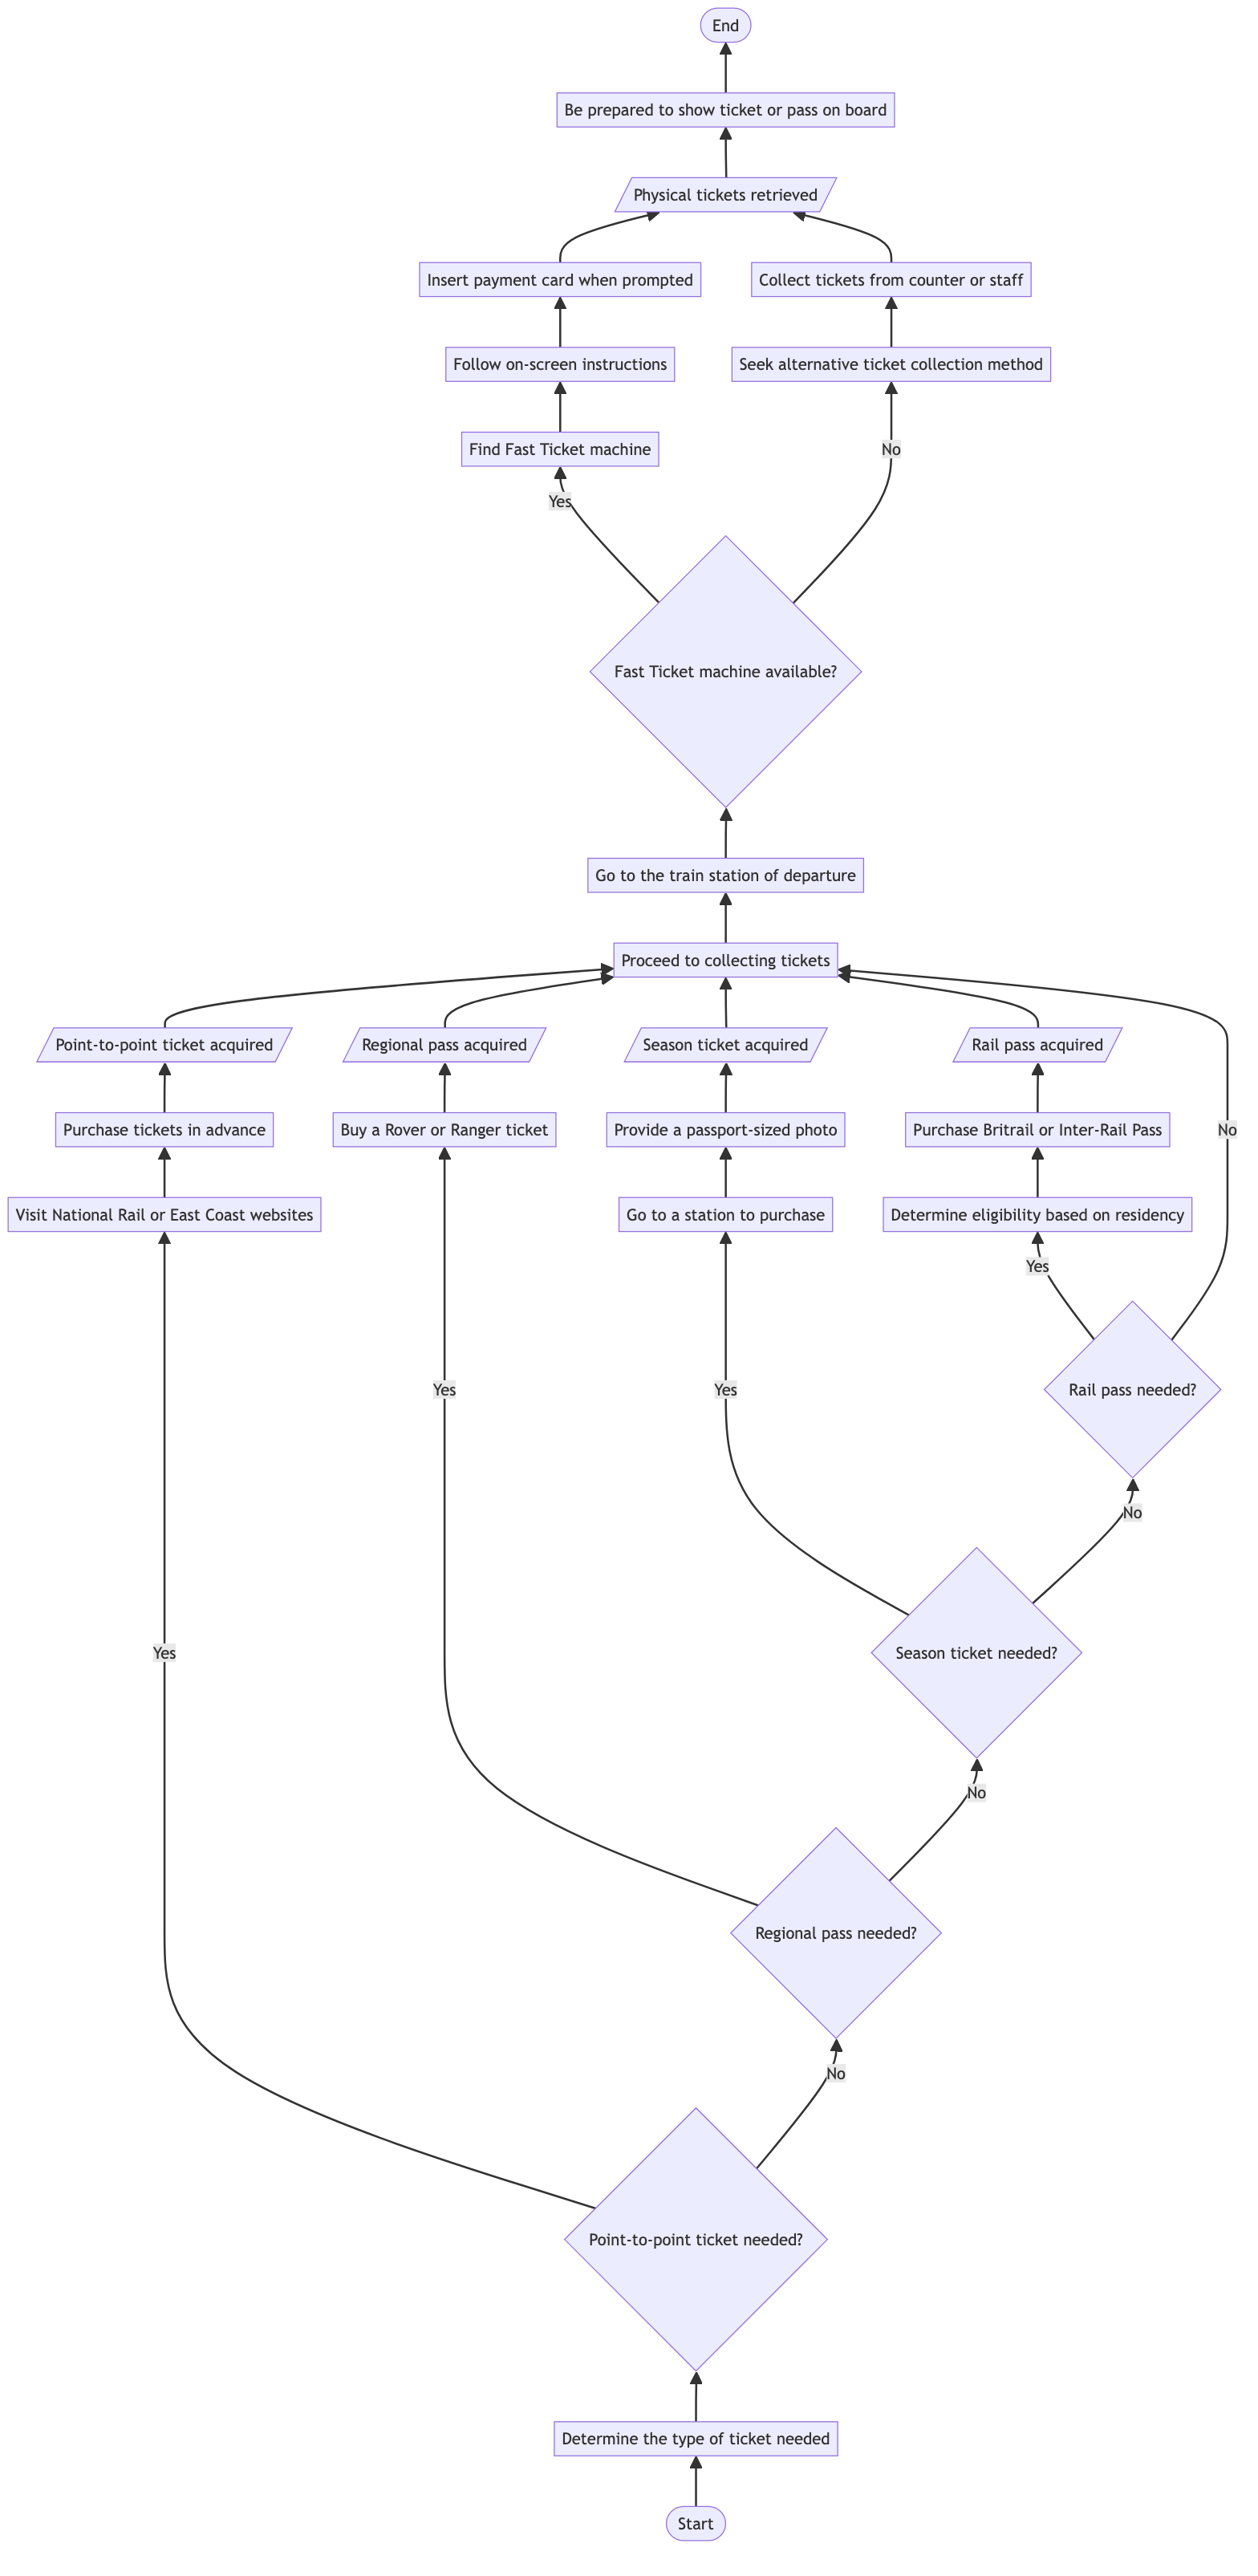 End
Be prepared to show ticket or pass on board
Physical tickets retrieved
Insert payment card when prompted
Collect tickets from counter or staff
Follow on-screen instructions
Seek alternative ticket collection method
Find Fast Ticket machine
No
Yes
Fast Ticket machine available?
Go to the train station of departure
Proceed to collecting tickets
Point-to-point ticket acquired
Regional pass acquired
Season ticket acquired
Rail pass acquired
Purchase tickets in advance
Buy a Rover or Ranger ticket
Provide a passport-sized photo
Purchase Britrail or Inter-Rail Pass
No
Visit National Rail or East Coast websites
Go to a station to purchase
Determine eligibility based on residency
Yes
Yes
Yes
Rail pass needed?
No
Yes
Season ticket needed?
No
Regional pass needed?
No
Point-to-point ticket needed?
Determine the type of ticket needed
Start